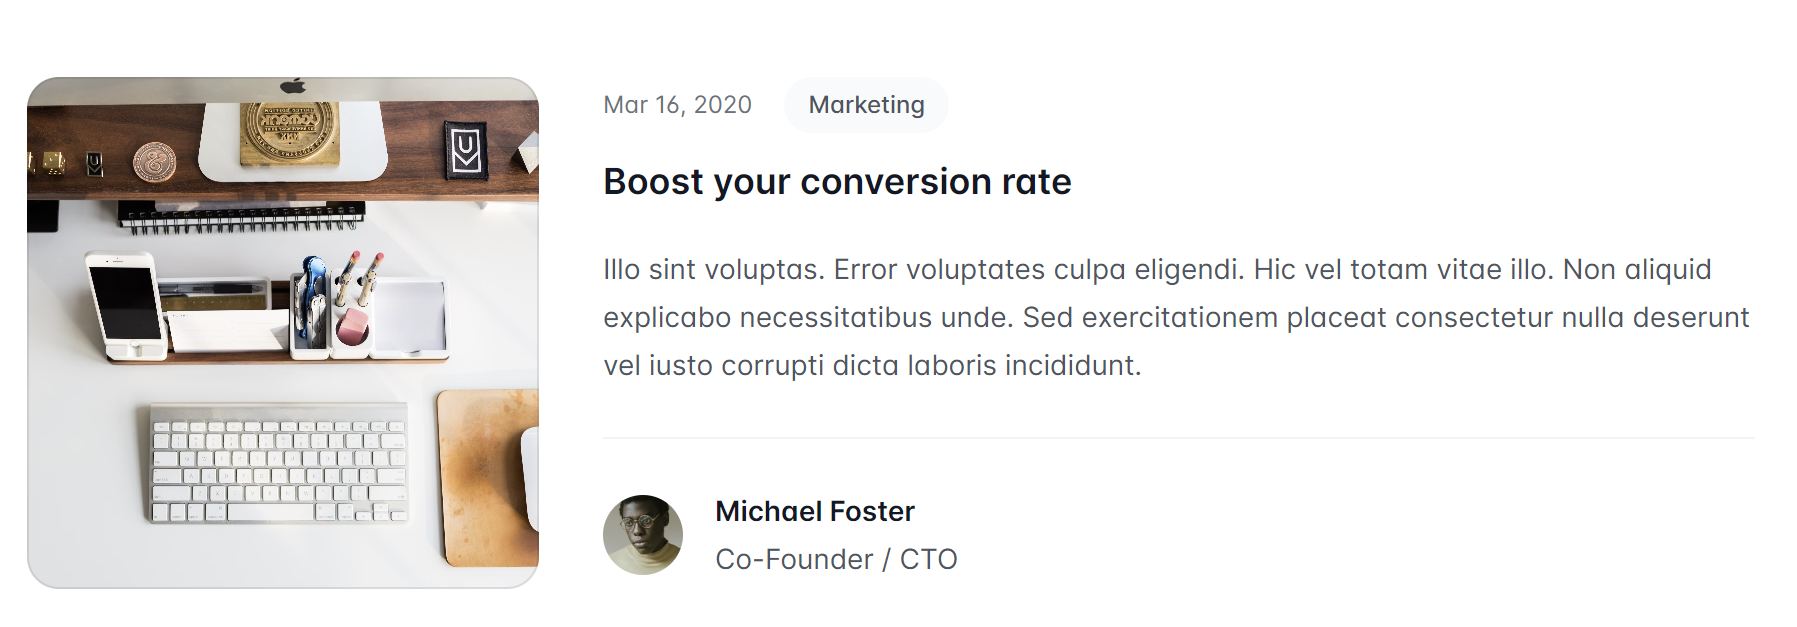 Mar 16, 2020 Marketing
Boost your conversion rate
Illo sint voluptas. Error voluptates culpa eligendi. Hic vel totam vitae illo. Non aliquid
explicabo necessitatibus unde. Sed exercitationem placeat consectetur nulla deserunt
vel iusto corrupti dicta laboris incididunt.
Michael Foster
Co-Founder / CTO